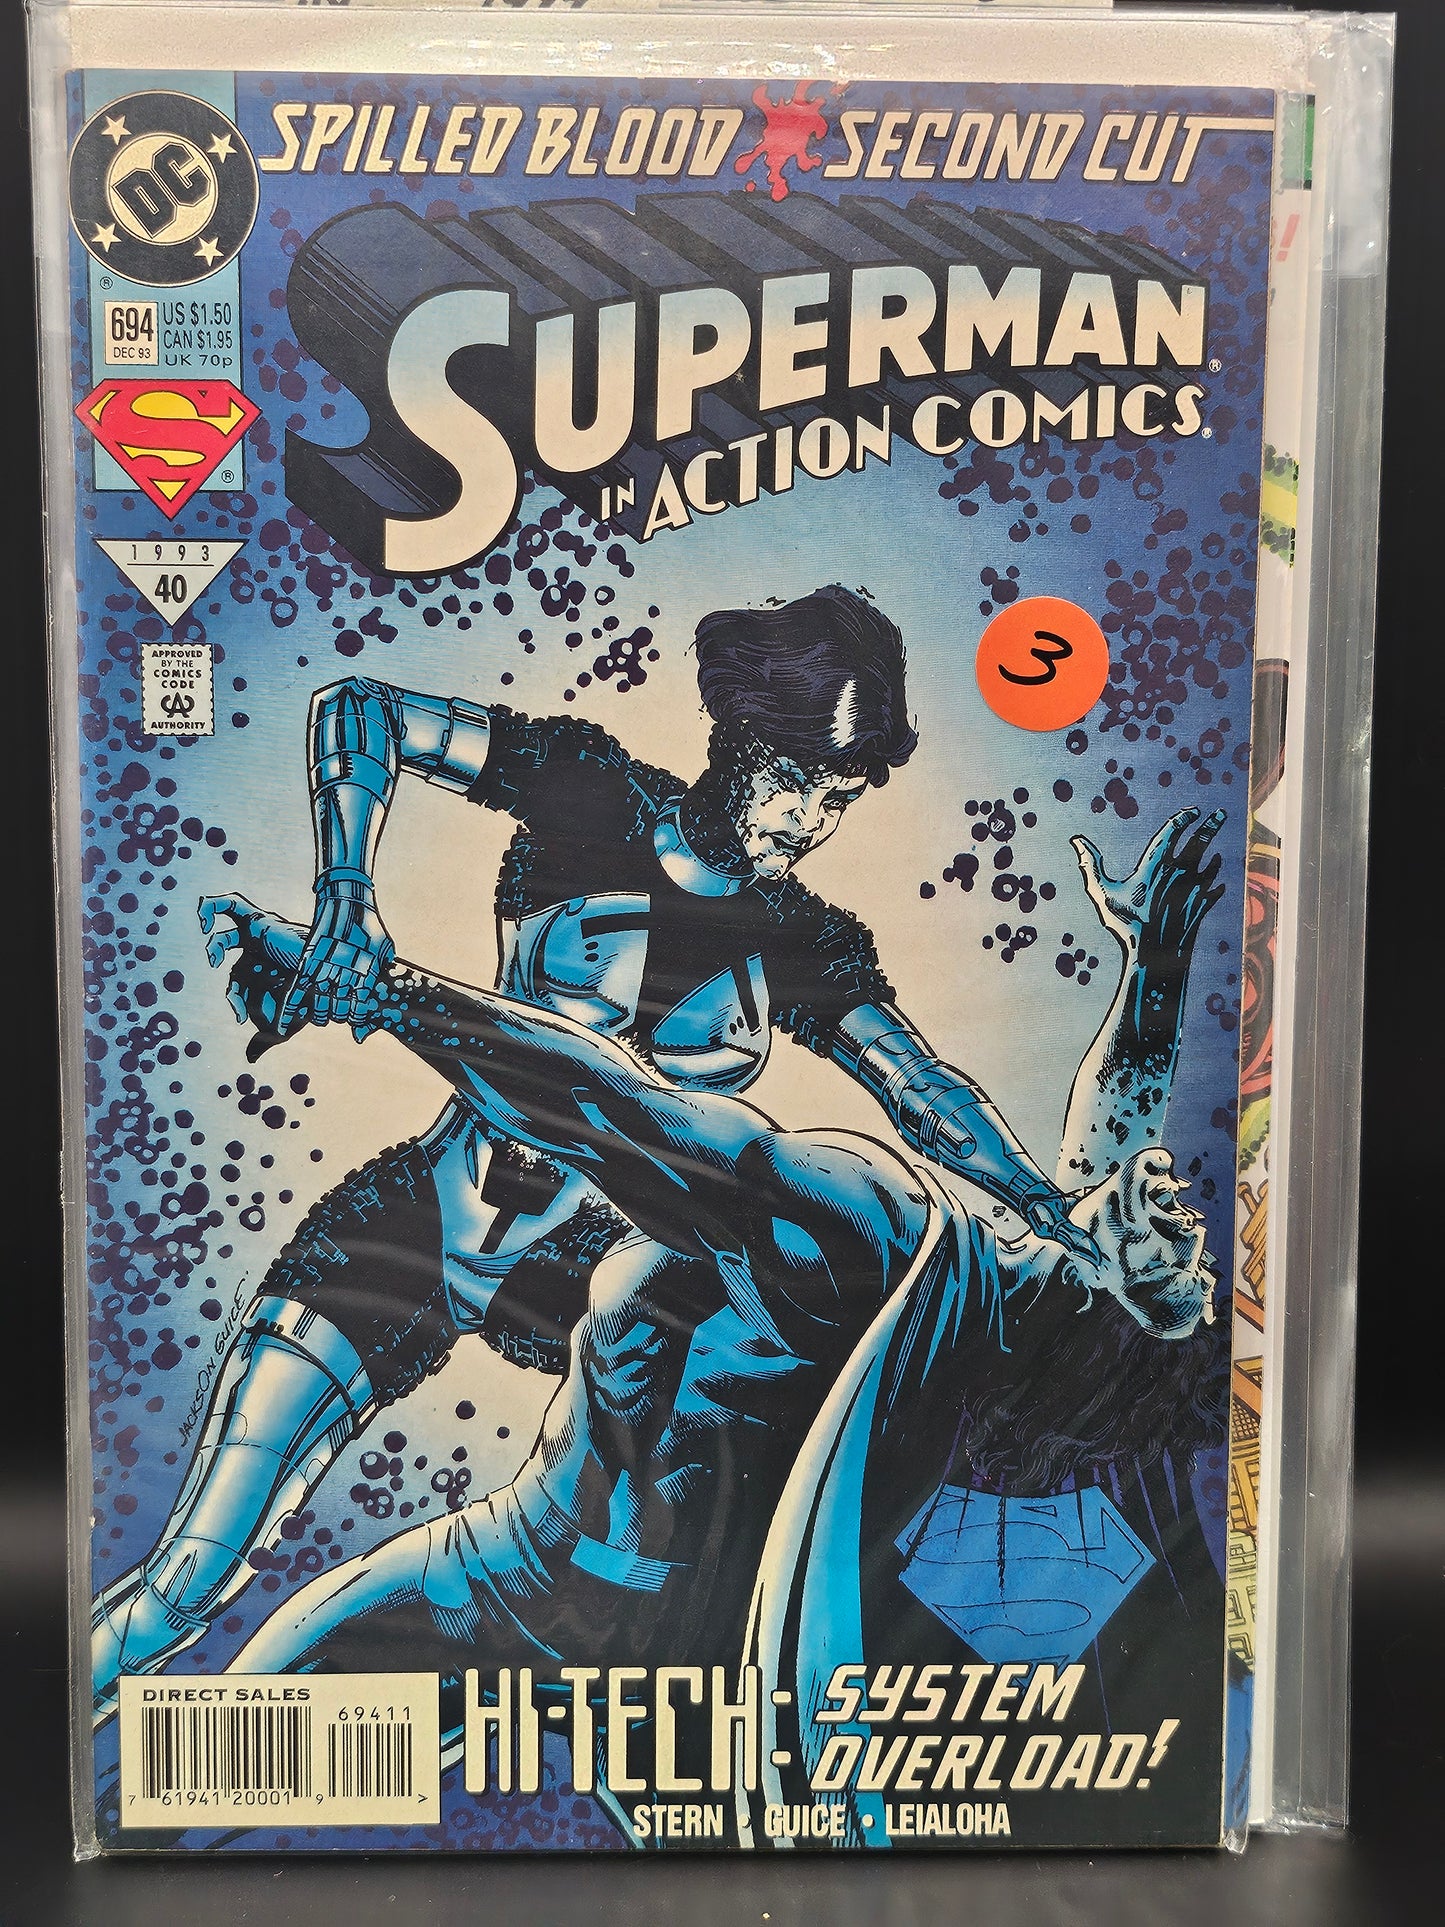 1994
SPILLED BLOOD SECOND CUT
DC
®
694
DEC 93
US $1.50
CAN $1.95
UK 70p
SUPERMAN®
IN ACTION COMICS®
S
®
1993
40
APPROVED
BY THE
COMICS
CODE
CA
AUTHORITY
3
JACKSON GUICE
DIRECT SALES
69411
7 61941 20001 9 >
HI-TECH:
SYSTEM
OVERLOAD!
STERN • GUICE • LEIALOHA